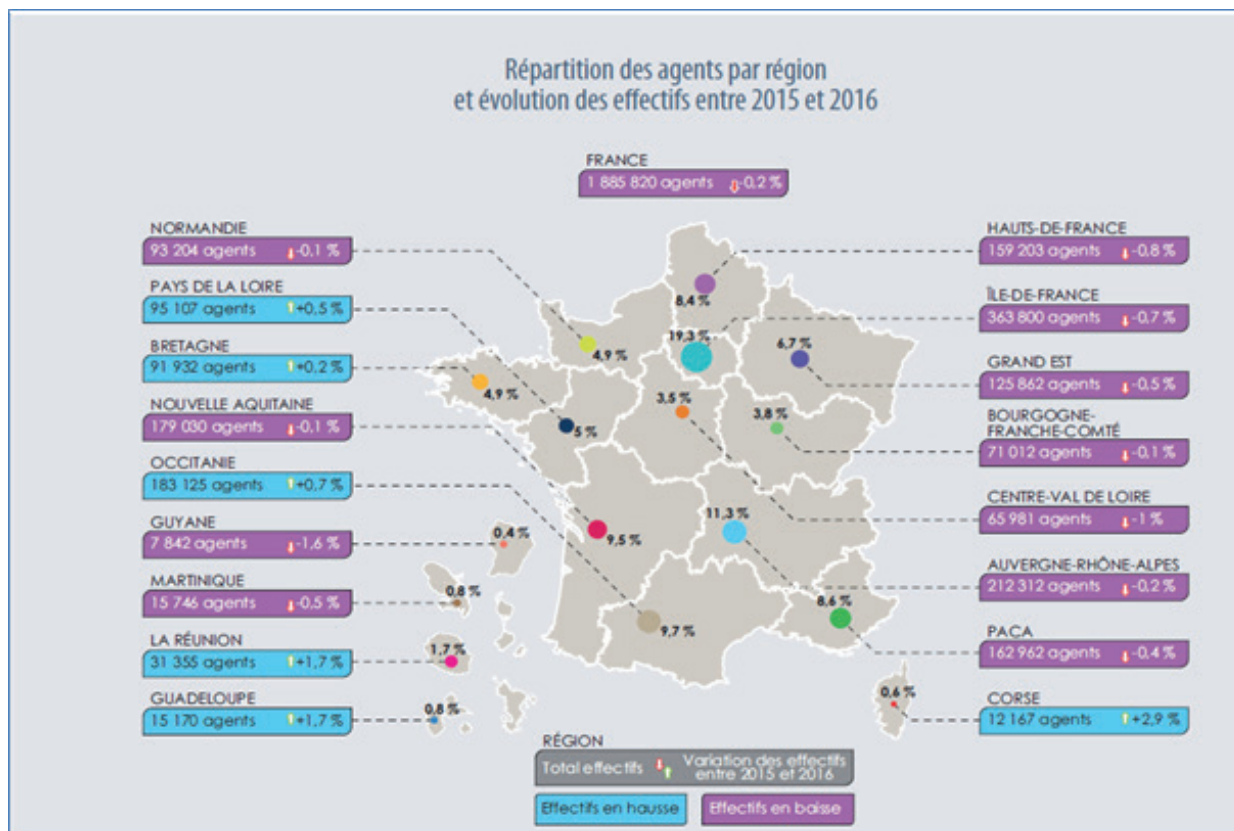 Répartition des agents par région
et évolution des effectifs entre 2015 et 2016
FRANCE
1 885 820 agents -0,2 %
NORMANDIE
93 204 agents -0,1 %
PAYS DE LA LOIRE
95 107 agents +0,5 %
BRETAGNE
91 932 agents +0,2 %
NOUVELLE AQUITAINE
179 030 agents -0,1 %
OCCITANIE
183 125 agents +0,7 %
GUYANE
7 842 agents -1,6 %
MARTINIQUE
15 746 agents -0,5 %
LA RÉUNION
31 355 agents +1,7 %
GUADELOUPE
15 170 agents +1,7 %
8,4 %
19,3 %
6,7 %
4,9 %
4,9 %
3,5 %
3,8 %
5 %
11,3 %
9,5 %
0,4 %
0,8 %
8,6 %
9,7 %
1,7 %
0,8 %
0,6 %
HAUTS-DE-FRANCE
159 203 agents -0,8 %
ÎLE-DE-FRANCE
363 800 agents -0,7 %
GRAND EST
125 862 agents -0,5 %
BOURGOGNE-
FRANCHE-COMTÉ
71 012 agents -0,1 %
CENTRE-VAL DE LOIRE
65 981 agents -1 %
AUVERGNE-RHÔNE-ALPES
212 312 agents -0,2 %
PACA
162 962 agents -0,4 %
CORSE
12 167 agents +2,9 %
RÉGION
Total effectifs Variation des effectifs
entre 2015 et 2016
Effectifs en hausse Effectifs en baisse